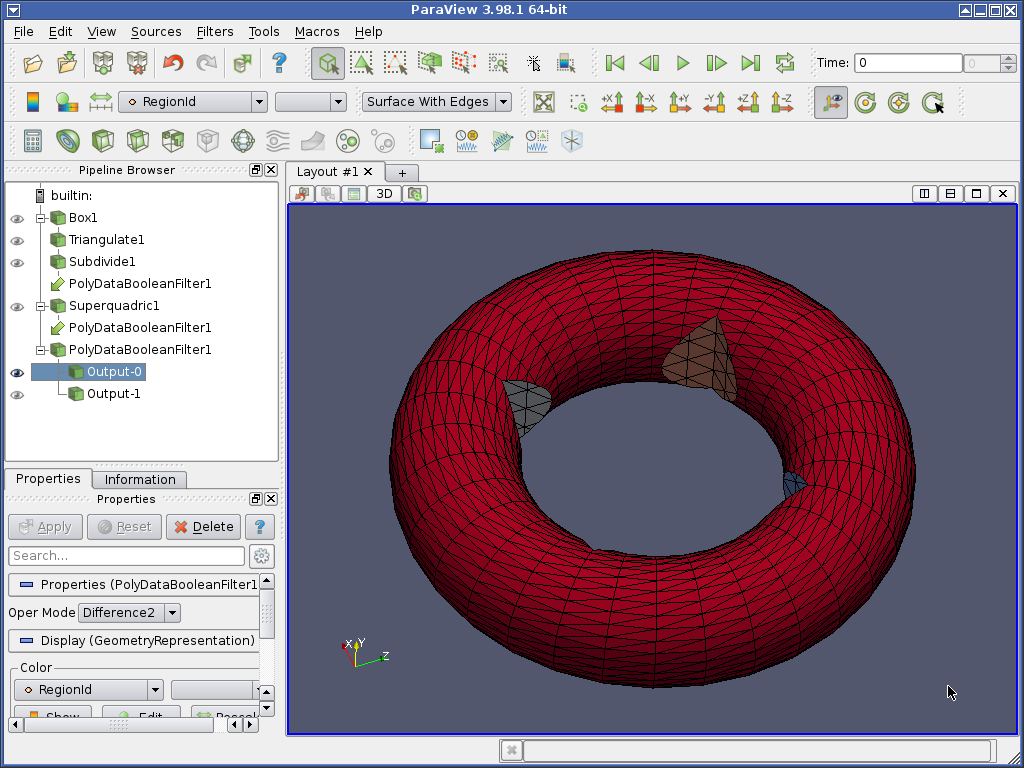 ParaView 3.98.1 64-bit
File Edit View Sources Filters Tools Macros Help
Time: 0 0
RegionId Surface With Edges +X -X +Y -Y +Z -Z
Pipeline Browser
Layout #1 +
3D
builtin:
Box1
Triangulate1
Subdivide1
PolyDataBooleanFilter1
Superquadric1
PolyDataBooleanFilter1
PolyDataBooleanFilter1
Output-0
Output-1
Properties Information
Properties
Apply Reset Delete ?
Search...
Properties (PolyDataBooleanFilter1
Oper Mode Difference2
Display (GeometryRepresentation)
Color
RegionId
Show Edit
X Y Z